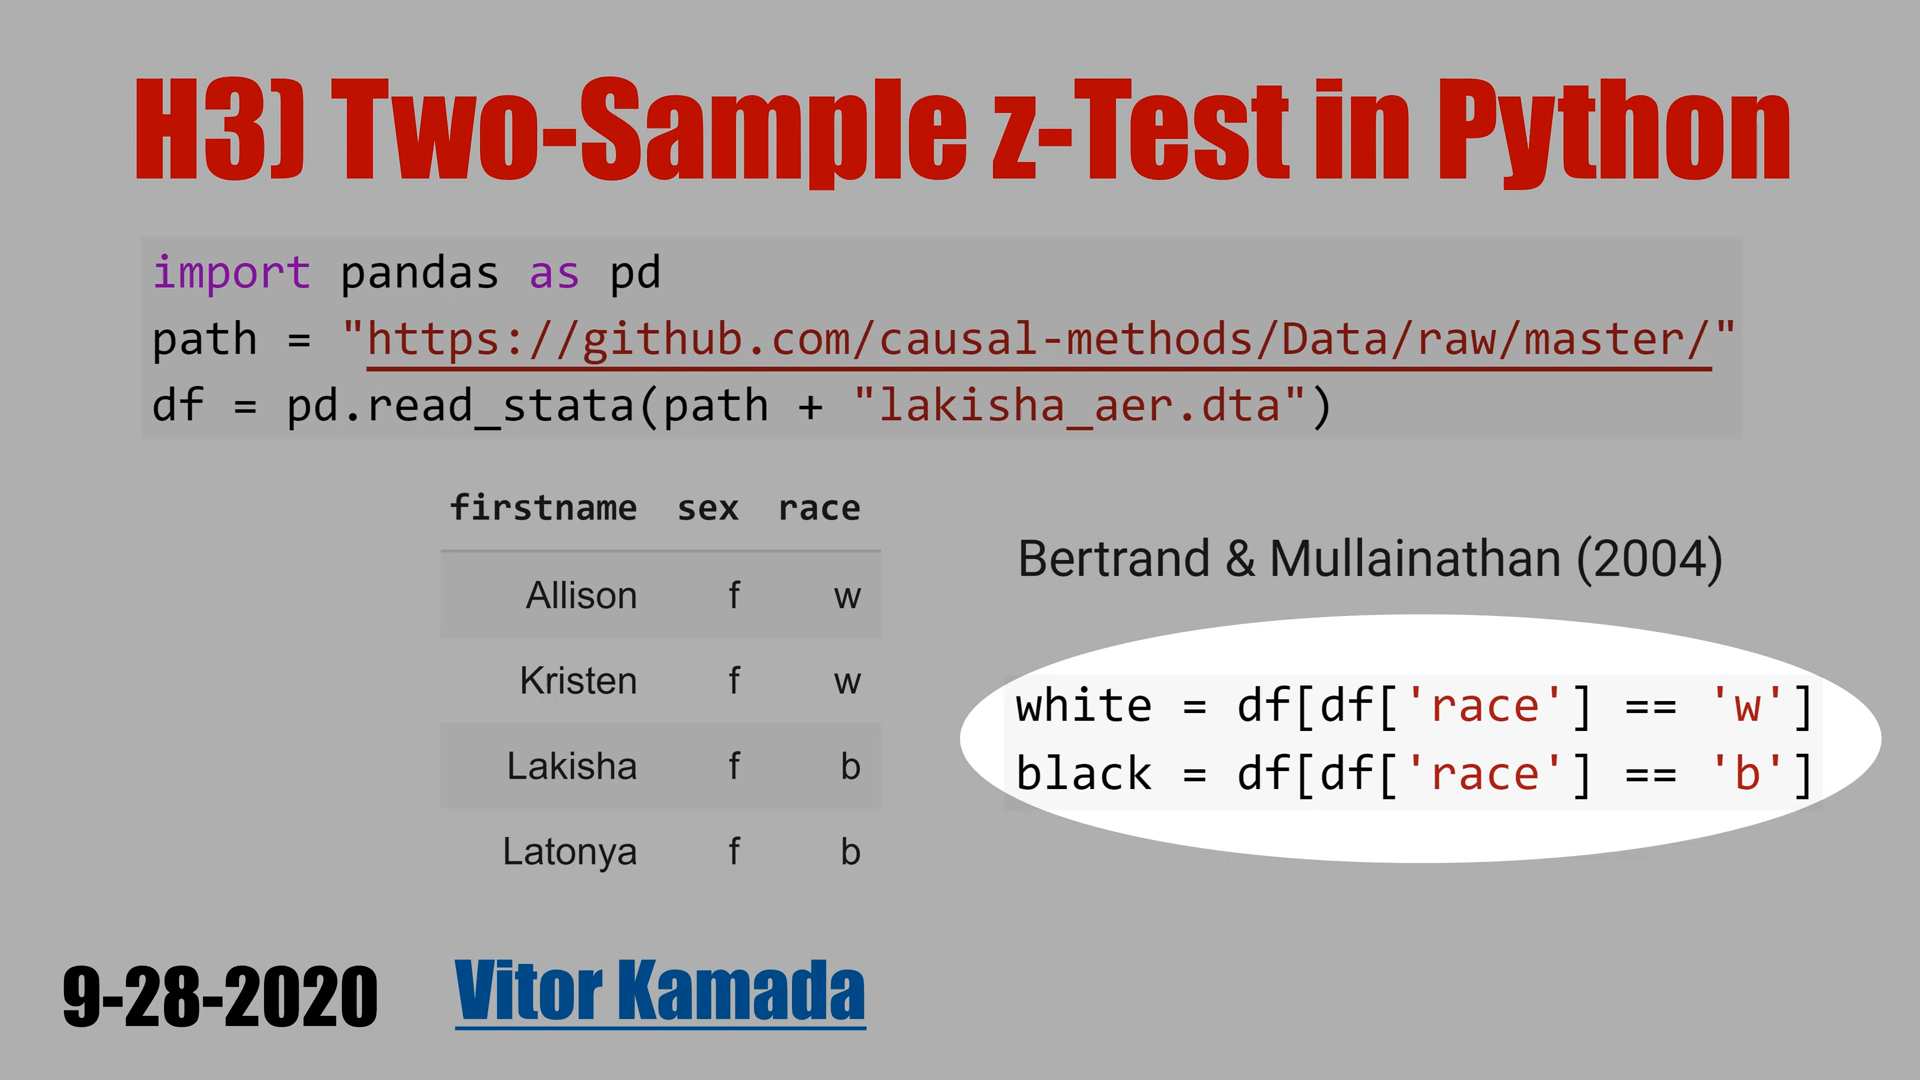 H3) Two-Sample z-Test in Python
import pandas as pd
path = "https://github.com/causal-methods/Data/raw/master/"
df = pd.read_stata(path + "lakisha_aer.dta")
firstname sex race
Allison f w
Kristen f w
Lakisha f b
Latonya f b
Bertrand & Mullainathan (2004)
white = df[df['race'] == 'w']
black = df[df['race'] == 'b']
9-28-2020 Vitor Kamada